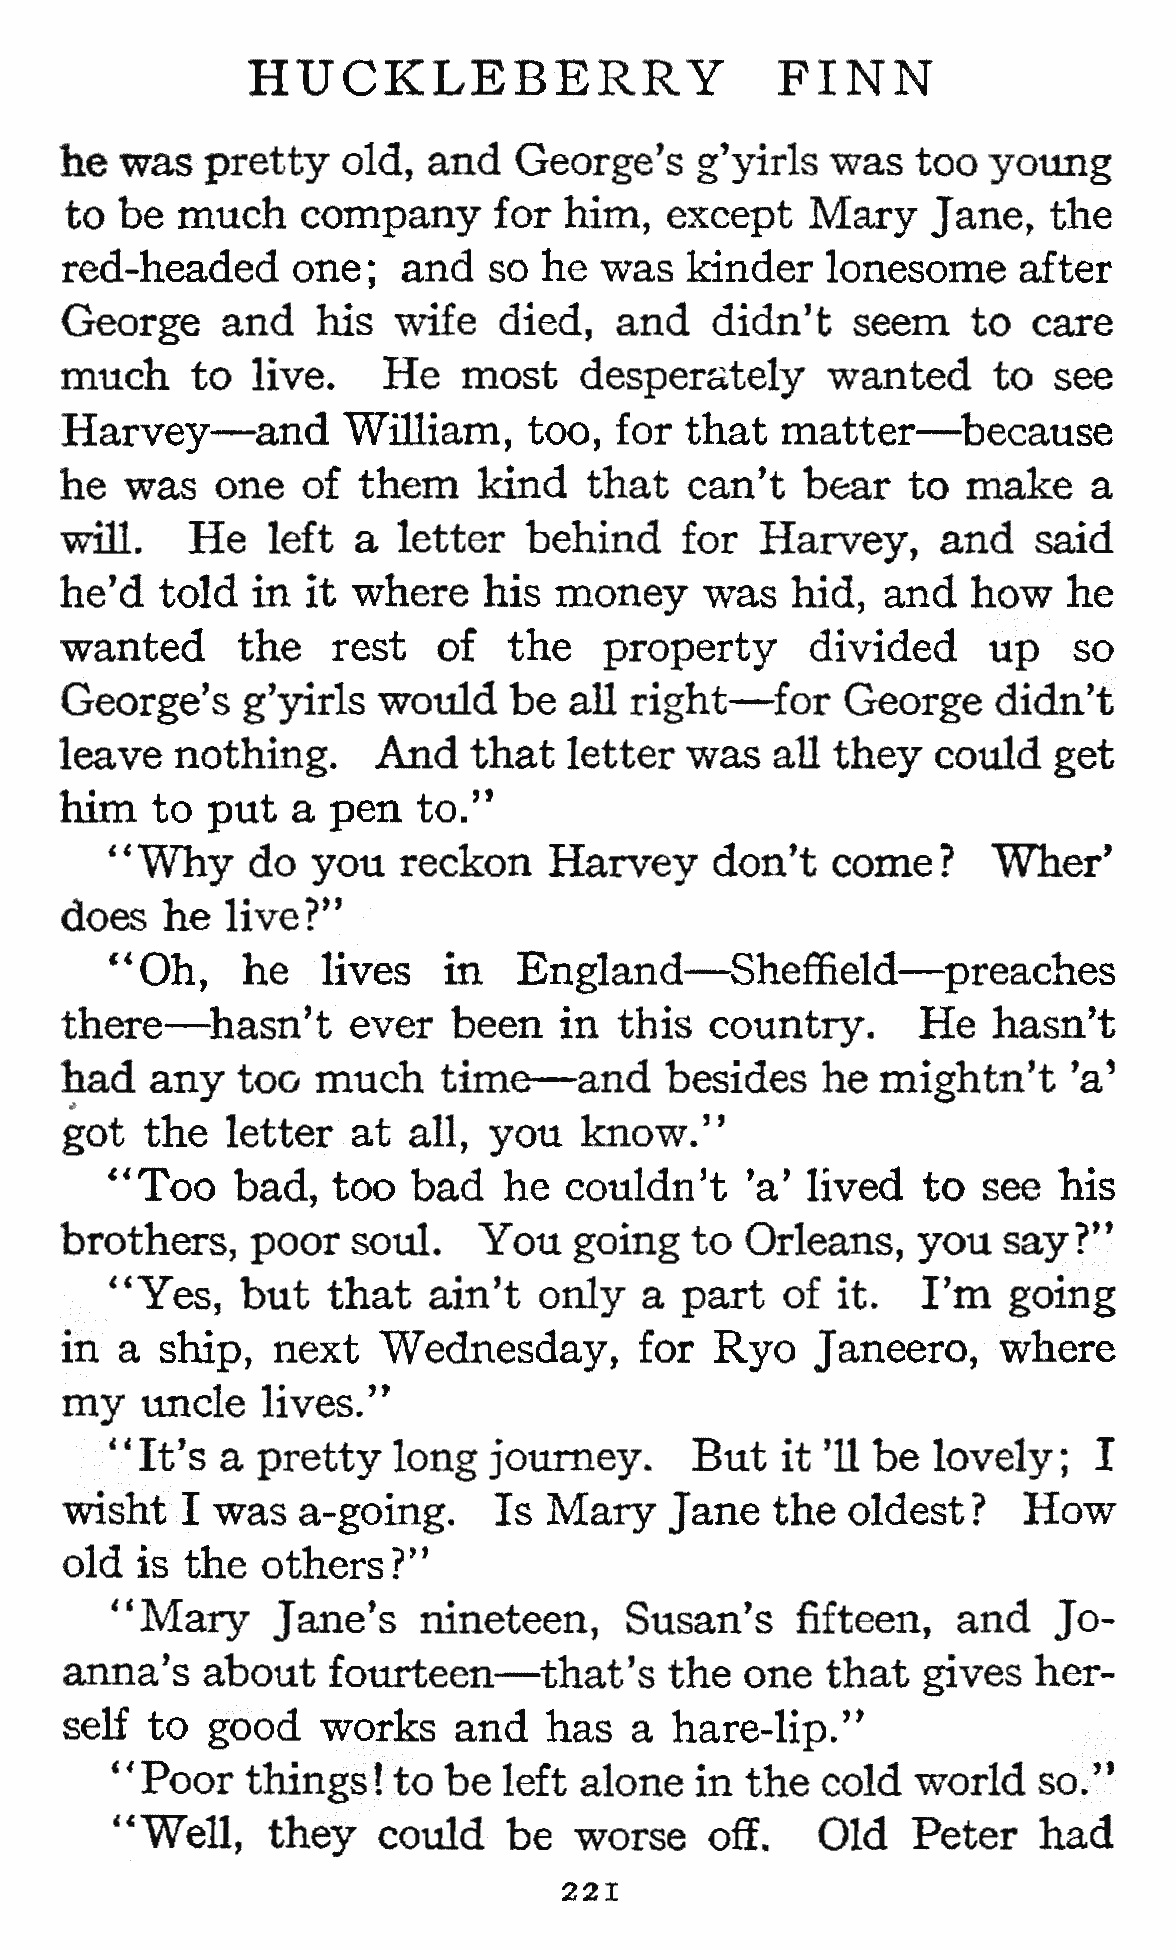 HUCKLEBERRY FINN
he was pretty old, and George's g'yirls was too young
to be much company for him, except Mary Jane, the
red-headed one; and so he was kinder lonesome after
George and his wife died, and didn't seem to care
much to live. He most desperately wanted to see
Harvey—and William, too, for that matter—because
he was one of them kind that can't bear to make a
will. He left a letter behind for Harvey, and said
he'd told in it where his money was hid, and how he
wanted the rest of the property divided up so
George's g'yirls would be all right—for George didn't
leave nothing. And that letter was all they could get
him to put a pen to."
"Why do you reckon Harvey don't come? Wher'
does he live?"
"Oh, he lives in England—Sheffield—preaches
there—hasn't ever been in this country. He hasn't
had any too much time—and besides he mightn't 'a'
got the letter at all, you know."
"Too bad, too bad he couldn't 'a' lived to see his
brothers, poor soul. You going to Orleans, you say?"
"Yes, but that ain't only a part of it. I'm going
in a ship, next Wednesday, for Ryo Janeero, where
my uncle lives."
"It's a pretty long journey. But it 'll be lovely; I
wisht I was a-going. Is Mary Jane the oldest? How
old is the others?"
"Mary Jane's nineteen, Susan's fifteen, and Jo-
anna's about fourteen—that's the one that gives her-
self to good works and has a hare-lip."
"Poor things! to be left alone in the cold world so."
"Well, they could be worse off. Old Peter had
221